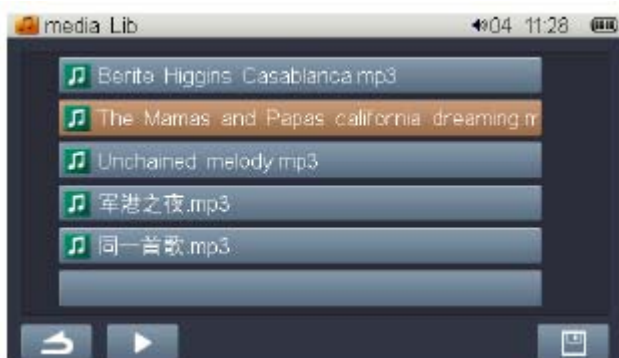 media Lib 04 11:28
Berite Higgins Casablanca.mp3
The Mamas and Papas california dreaming.m
Unchained melody.mp3
军港之夜.mp3
同一首歌.mp3